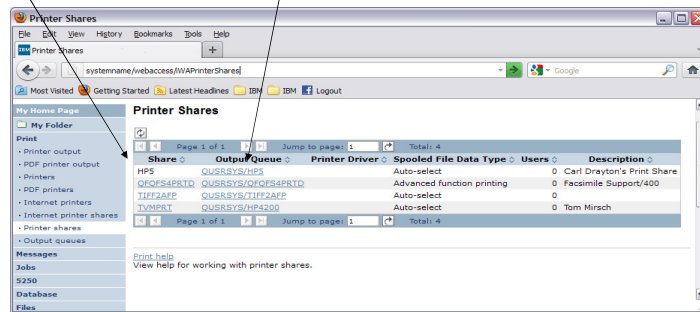 Printer Shares
File Edit View History Bookmarks Tools Help
IBM Printer Shares +
systemname/webaccess/iWAPrinterShares
Google
Most Visited Getting Started Latest Headlines IBM IBM Logout
My Home Page
My Folder
Print
Printer output
PDF printer output
Printers
PDF printers
Internet printers
Internet printer shares
Printer shares
Output queues
Messages
Jobs
5250
Database
Files
Printer Shares
Page 1 of 1 Jump to page: 1 Total: 4
Share Output Queue Printer Driver Spooled File Data Type Users Description
HP5 QUSRSYS/HP5 Auto-select 0 Carl Drayton's Print Share
QFQFS4PRTD QUSRSYS/QFQFS4PRTD Advanced function printing 0 Facsimile Support/400
TIFF2AFP QUSRSYS/TIFF2AFP Auto-select 0
TVMPRT QUSRSYS/HP4200 Auto-select 0 Tom Mirsch
Page 1 of 1 Jump to page: 1 Total: 4
Print help
View help for working with printer shares.